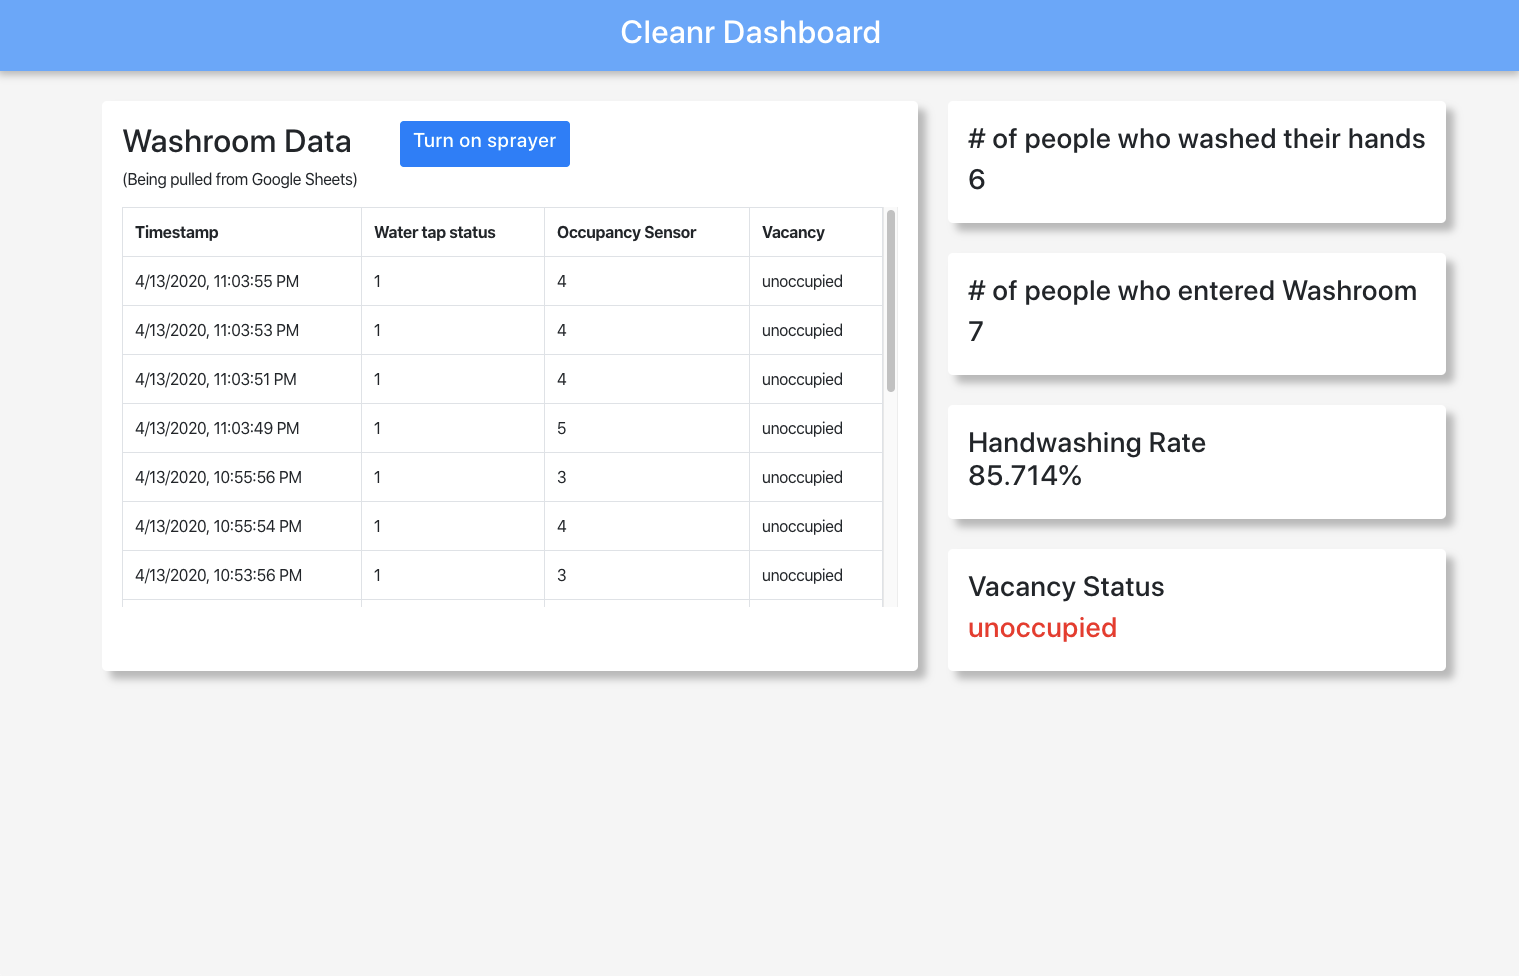 Cleanr Dashboard
Washroom Data
Turn on sprayer
(Being pulled from Google Sheets)
Timestamp Water tap status Occupancy Sensor Vacancy
4/13/2020, 11:03:55 PM 1 4 unoccupied
4/13/2020, 11:03:53 PM 1 4 unoccupied
4/13/2020, 11:03:51 PM 1 4 unoccupied
4/13/2020, 11:03:49 PM 1 5 unoccupied
4/13/2020, 10:55:56 PM 1 3 unoccupied
4/13/2020, 10:55:54 PM 1 4 unoccupied
4/13/2020, 10:53:56 PM 1 3 unoccupied
# of people who washed their hands
6
# of people who entered Washroom
7
Handwashing Rate
85.714%
Vacancy Status
unoccupied